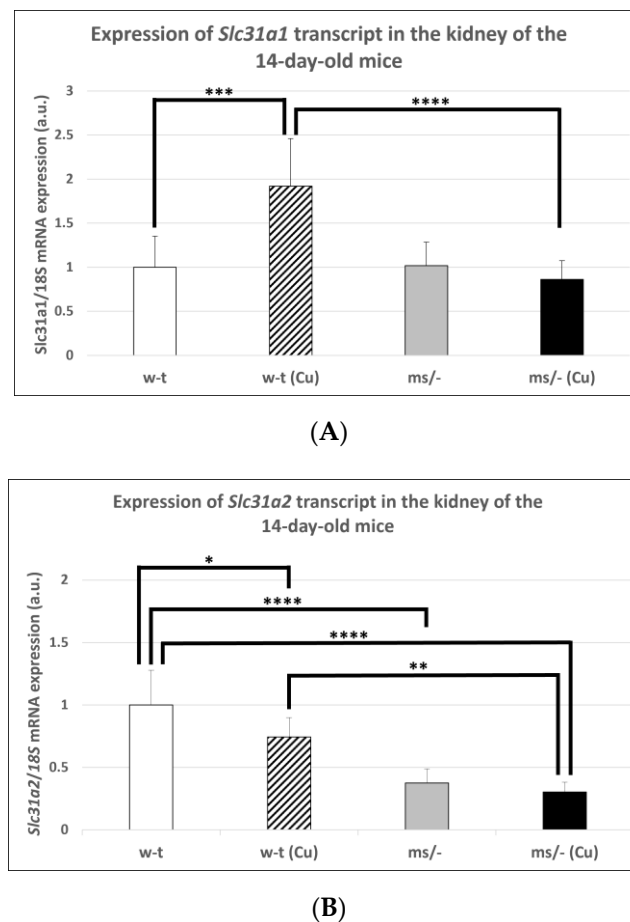 Expression of Slc31a1 transcript in the kidney of the
14-day-old mice
Slc31a1/18S mRNA expression (a.u.)
3
2.5
2
1.5
1
0.5
0
***
****
w-t
w-t (Cu)
ms/-
ms/- (Cu)
(A)
Expression of Slc31a2 transcript in the kidney of the
14-day-old mice
Slc31a2/18S mRNA expression (a.u.)
2
1.5
1
0.5
0
*
****
****
**
w-t
w-t (Cu)
ms/-
ms/- (Cu)
(B)